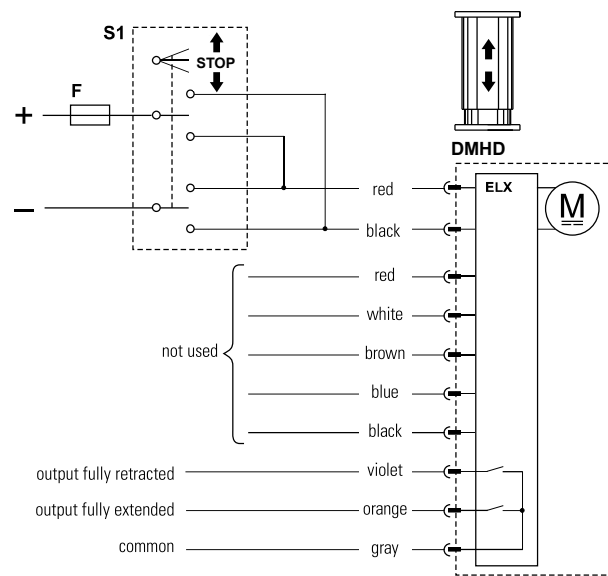 S1
STOP
F
+
−
DMHD
red
ELX
M
black
red
white
not used
brown
blue
black
output fully retracted
violet
output fully extended
orange
common
gray